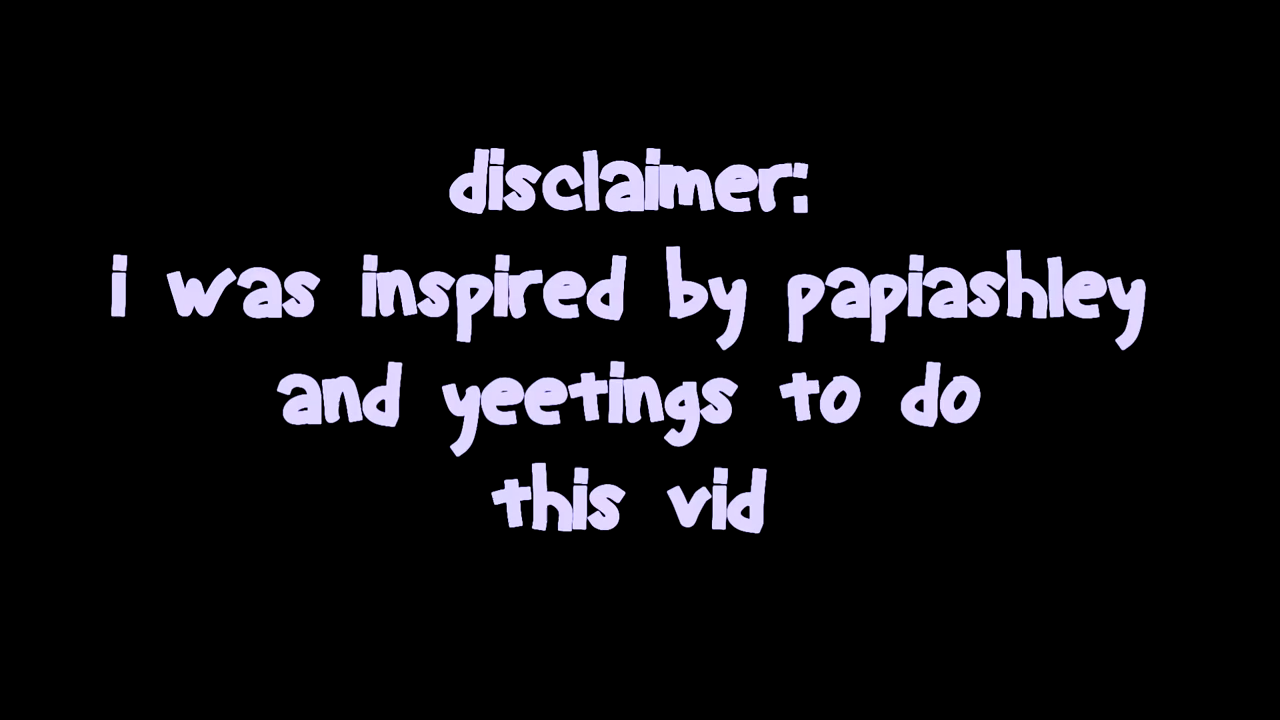 disclaimer:
i was inspired by papiashley
and yeetings to do
this vid